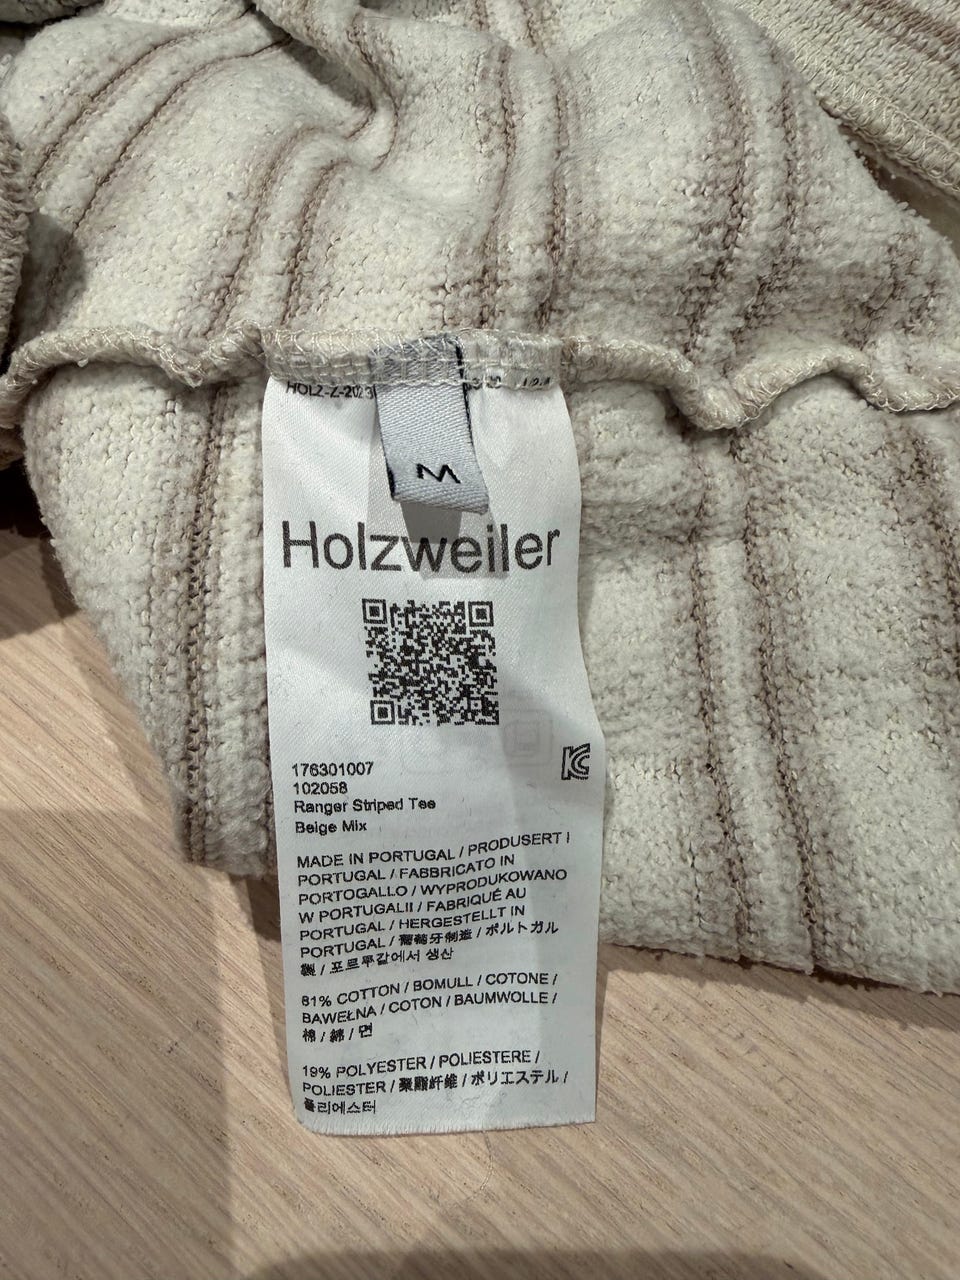 HOLZ-Z-2023
M
Holzweiler
176301007
102058
Ranger Striped Tee
Beige Mix
MADE IN PORTUGAL / PRODUSERT I
PORTUGAL / FABBRICATO IN
PORTOGALLO / WYPRODUKOWANO
W PORTUGALII / FABRIQUÉ AU
PORTUGAL / HERGESTELLT IN
PORTUGAL / 葡萄牙制造 / ポルトガル
製 / 포르투갈에서 생산
81% COTTON / BOMULL / COTONE /
BAWEŁNA / COTON / BAUMWOLLE /
棉 / 綿 / 면
19% POLYESTER / POLIESTERE /
POLIESTER / 聚酯纤维 / ポリエステル /
폴리에스터